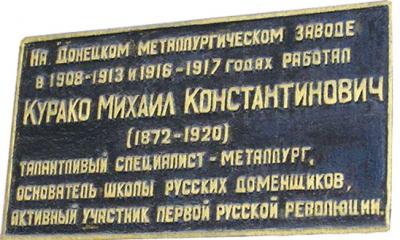 На Донецком металлургическом заводе
в 1908-1913 и 1916-1917 годах работал
Курако Михаил Константинович
(1872-1920)
талантливый специалист-металлург,
основатель школы русских доменщиков,
активный участник первой русской революции.